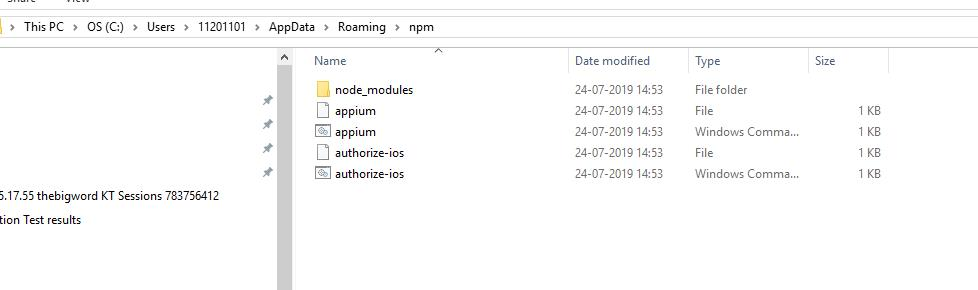 This PC > OS (C:) > Users > 11201101 > AppData > Roaming > npm
Name Date modified Type Size
node_modules 24-07-2019 14:53 File folder
appium 24-07-2019 14:53 File 1 KB
appium 24-07-2019 14:53 Windows Comma... 1 KB
authorize-ios 24-07-2019 14:53 File 1 KB
authorize-ios 24-07-2019 14:53 Windows Comma... 1 KB
5.17.55 thebigword KT Sessions 783756412
tion Test results